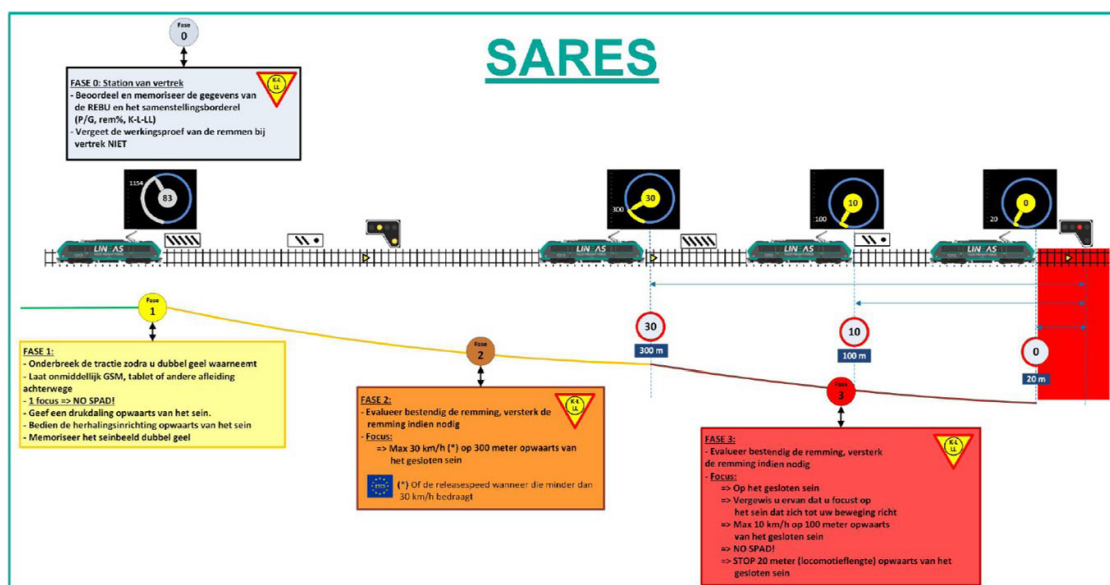 SARES
Fase
0
FASE 0: Station van vertrek
- Beoordeel en memoriseer de gegevens van
de REBU en het samenstellingsborderel
(P/G, rem%, K-L-LL)
- Vergeet de werkingsproef van de remmen bij
vertrek NIET
K-L
LL
1154
83
300
30
100
10
20
0
LINEAS
LINEAS
LINEAS
LINEAS
Fase
1
FASE 1:
- Onderbreek de tractie zodra u dubbel geel waarneemt
- Laat onmiddellijk GSM, tablet of andere afleiding
achterwege
- 1 focus => NO SPAD!
- Geef een drukdaling opwaarts van het sein.
- Bedien de herhalingsinrichting opwaarts van het sein
- Memoriseer het seinbeeld dubbel geel
Fase
2
FASE 2:
- Evalueer bestendig de remming, versterk de
remming indien nodig
- Focus:
=> Max 30 km/h (*) op 300 meter opwaarts van
het gesloten sein
(*) Of de releasespeed wanneer die minder dan
30 km/h bedraagt
K-L
LL
30
300 m
10
100 m
0
20 m
Fase
3
FASE 3:
- Evalueer bestendig de remming, versterk
de remming indien nodig
- Focus:
=> Op het gesloten sein
=> Vergewis u ervan dat u focust op
het sein dat zich tot uw beweging richt
=> Max 10 km/h op 100 meter opwaarts
van het gesloten sein
=> NO SPAD!
=> STOP 20 meter (locomotieflengte) opwaarts van het
gesloten sein
K-L
LL